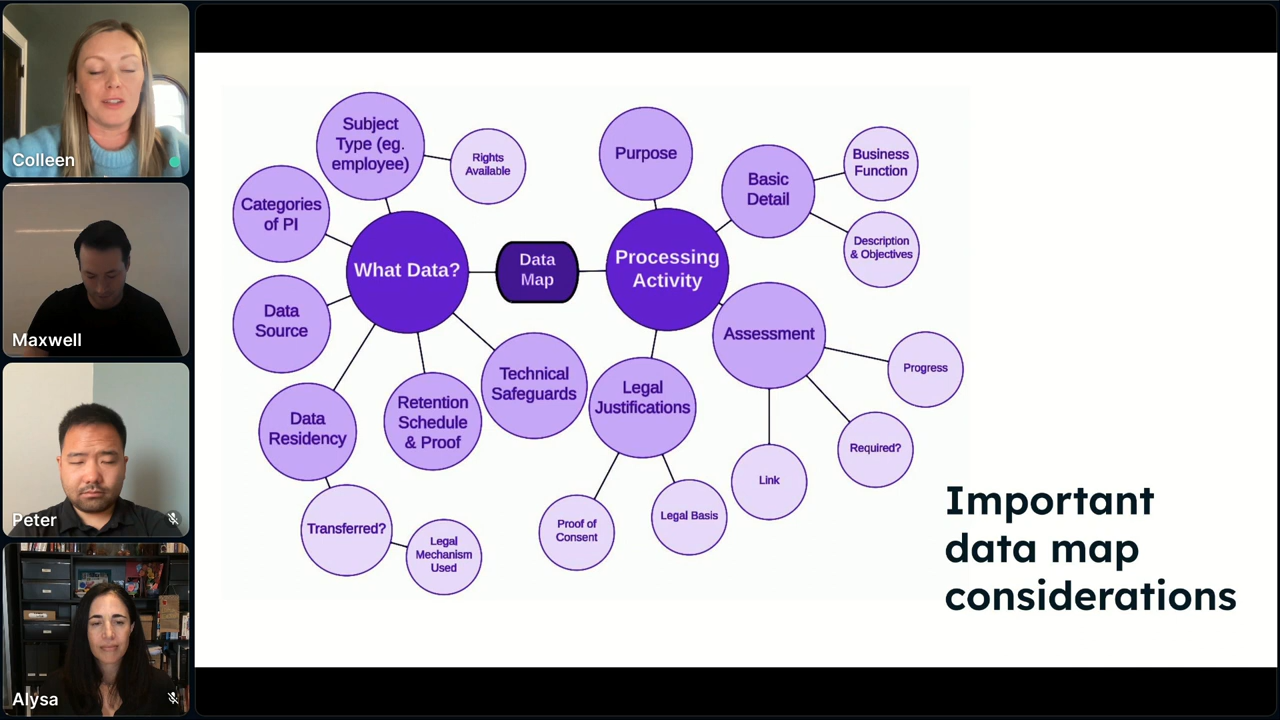 Colleen
Maxwell
Peter
Alysa
Subject
Type (eg.
employee)
Rights
Available
Categories
of PI
What Data?
Data
Source
Data
Residency
Retention
Schedule
& Proof
Technical
Safeguards
Transferred?
Legal
Mechanism
Used
Data
Map
Purpose
Processing
Activity
Basic
Detail
Business
Function
Description
& Objectives
Assessment
Progress
Required?
Link
Legal
Justifications
Proof of
Consent
Legal Basis
Important
data map
considerations